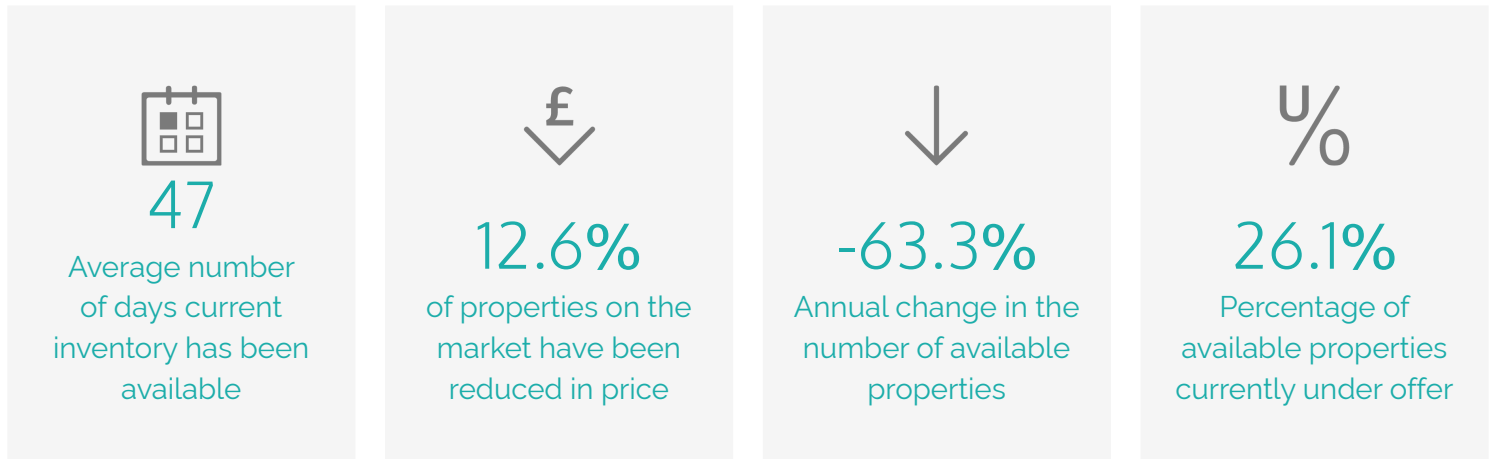 47
Average number
of days current
inventory has been
available
£
12.6%
of properties on the
market have been
reduced in price
-63.3%
Annual change in the
number of available
properties
U/O
26.1%
Percentage of
available properties
currently under offer